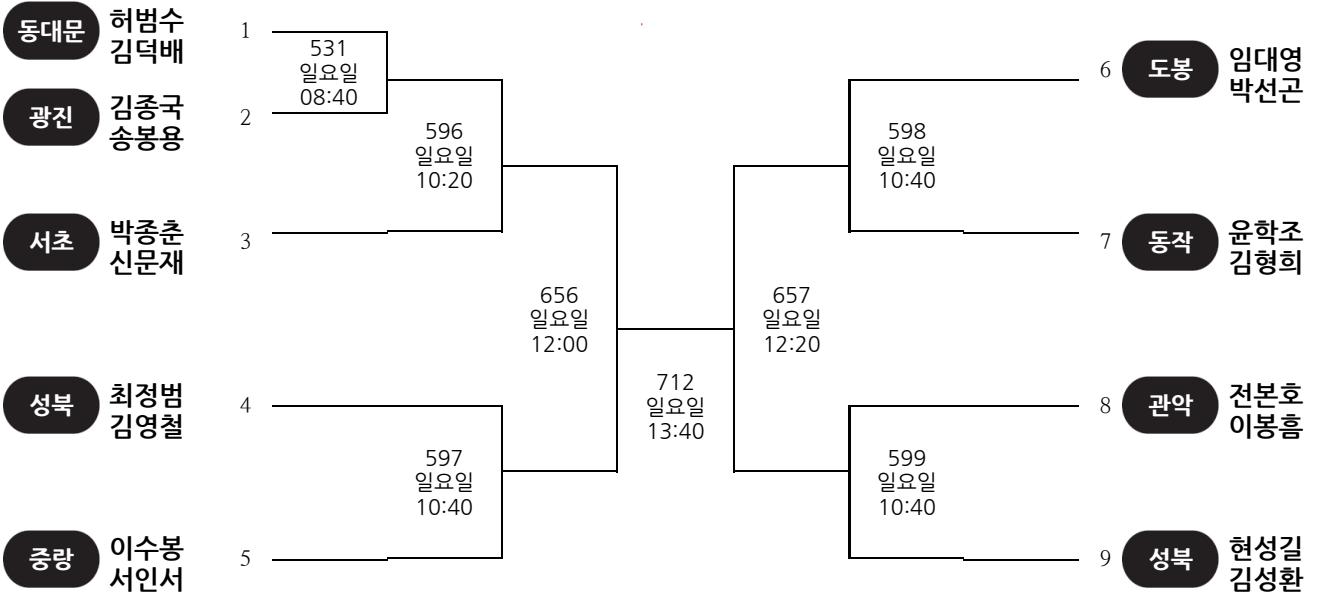 동대문
허범수
김덕배
1
531
일요일
08:40
광진
김종국
송봉용
2
596
일요일
10:20
서초
박종춘
신문재
3
656
일요일
12:00
성북
최정범
김영철
4
597
일요일
10:40
중랑
이수봉
서인서
5
712
일요일
13:40
6
도봉
임대영
박선곤
598
일요일
10:40
7
동작
윤학조
김형희
657
일요일
12:20
8
관악
전본호
이봉흠
599
일요일
10:40
9
성북
현성길
김성환